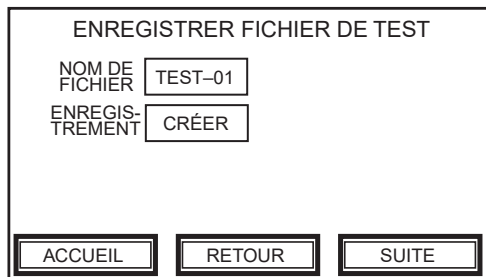 ENREGISTRER FICHIER DE TEST
NOM DE
FICHIER
TEST–01
ENREGIS-
TREMENT
CRÉER
ACCUEIL
RETOUR
SUITE